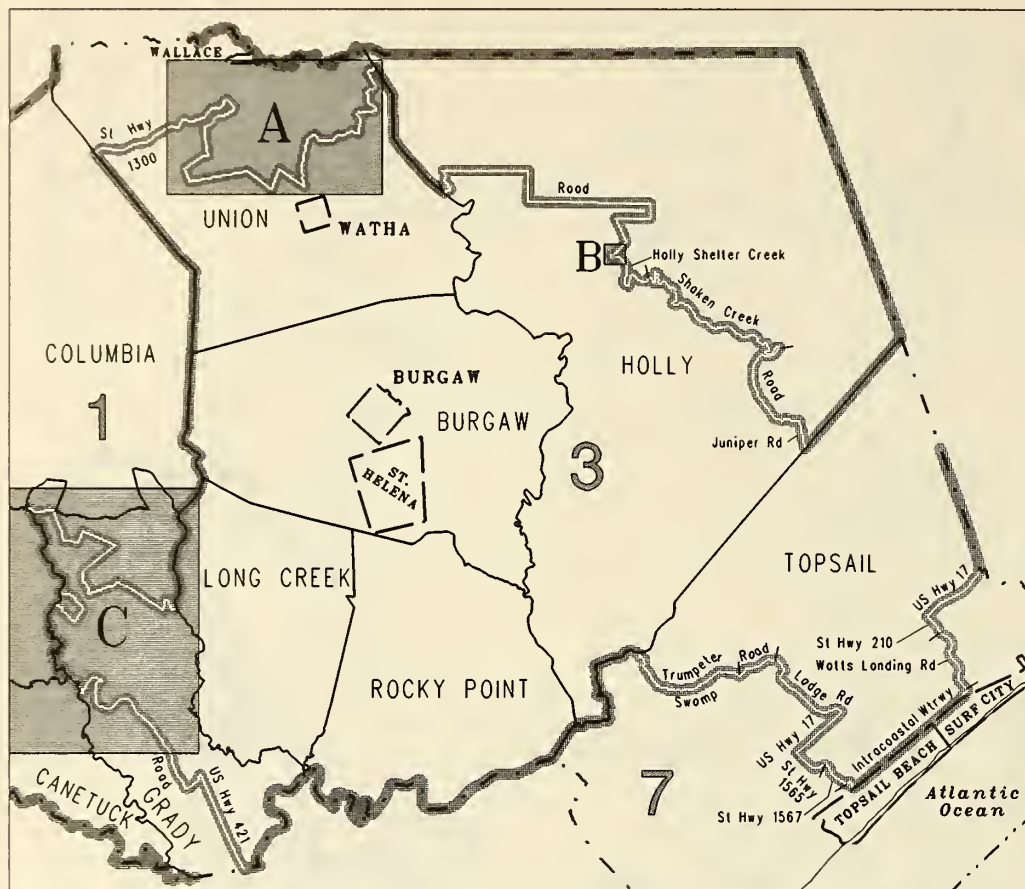 WALLACE
A
St Hwy
1300
UNION
WATHA
Road
B
Holly Shelter Creek
Shaken Creek
COLUMBIA
1
BURGAW
BURGAW
HOLLY
Road
Juniper Rd
3
ST.
HELENA
TOPSAIL
LONG CREEK
C
US Hwy 17
St Hwy 210
Watts Landing Rd
ROCKY POINT
Trumpeter Road
Swamp
Lodge Rd
Intracoastal Wtrwy
SURF CITY
US Hwy 17
St Hwy
1565
TOPSAIL BEACH
St Hwy 1567
7
Atlantic
Ocean
Road
US Hwy 421
CANETUCK
GRADY